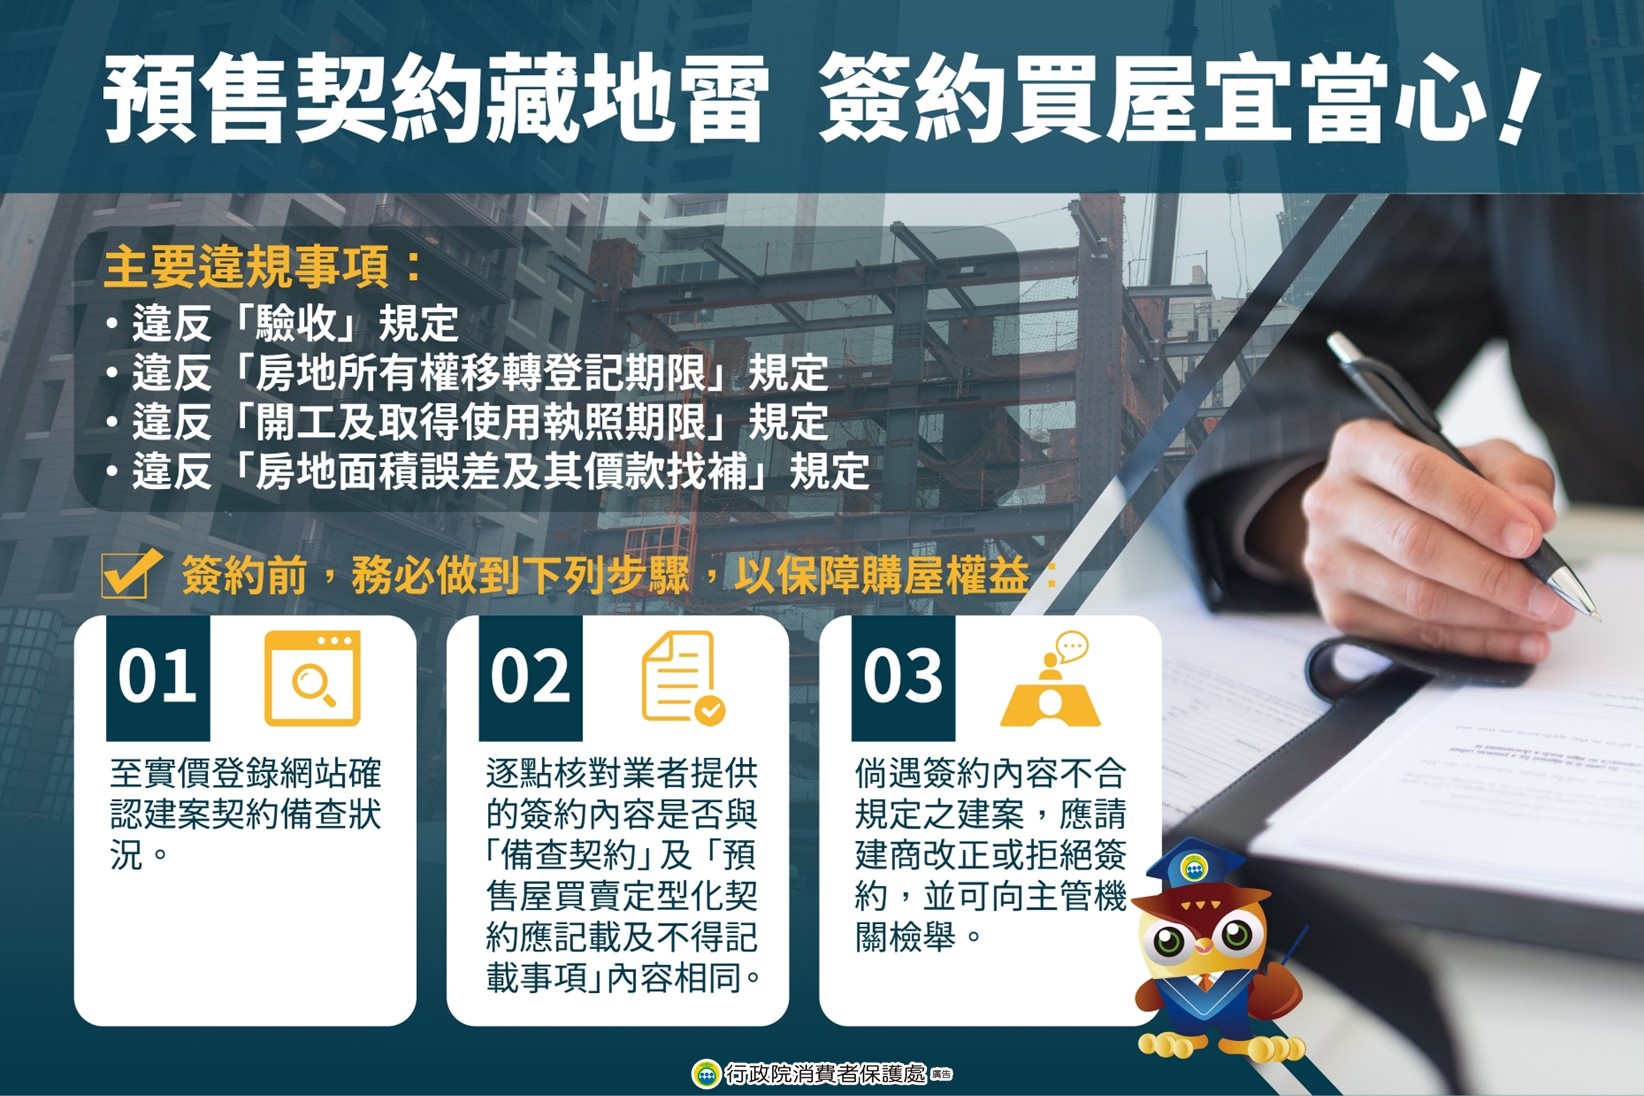 預售契約藏地雷 簽約買屋宜當心!
主要違規事項：
・違反「驗收」規定
・違反「房地所有權移轉登記期限」規定
・違反「開工及取得使用執照期限」規定
・違反「房地面積誤差及其價款找補」規定
簽約前，務必做到下列步驟，以保障購屋權益：
01
至實價登錄網站確
認建案契約備查狀
況。
02
逐點核對業者提供
的簽約內容是否與
「備查契約」及「預
售屋買賣定型化契
約應記載及不得記
載事項」內容相同。
03
倘遇簽約內容不合
規定之建案，應請
建商改正或拒絕簽
約，並可向主管機
關檢舉。
行政院消費者保護處 廣告